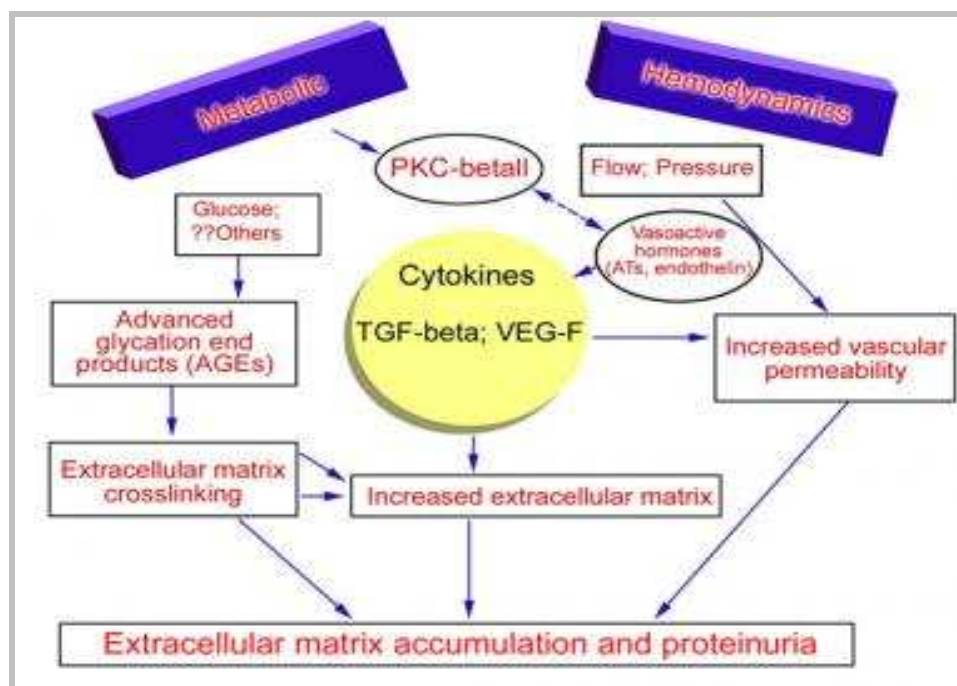 Metabolic
Hemodynamics
PKC-betaII
Flow; Pressure
Glucose;
??Others
Vasoactive
hormones
(ATs, endothelin)
Cytokines
TGF-beta; VEG-F
Advanced
glycation end
products (AGEs)
Increased vascular
permeability
Extracellular matrix
crosslinking
Increased extracellular matrix
Extracellular matrix accumulation and proteinuria